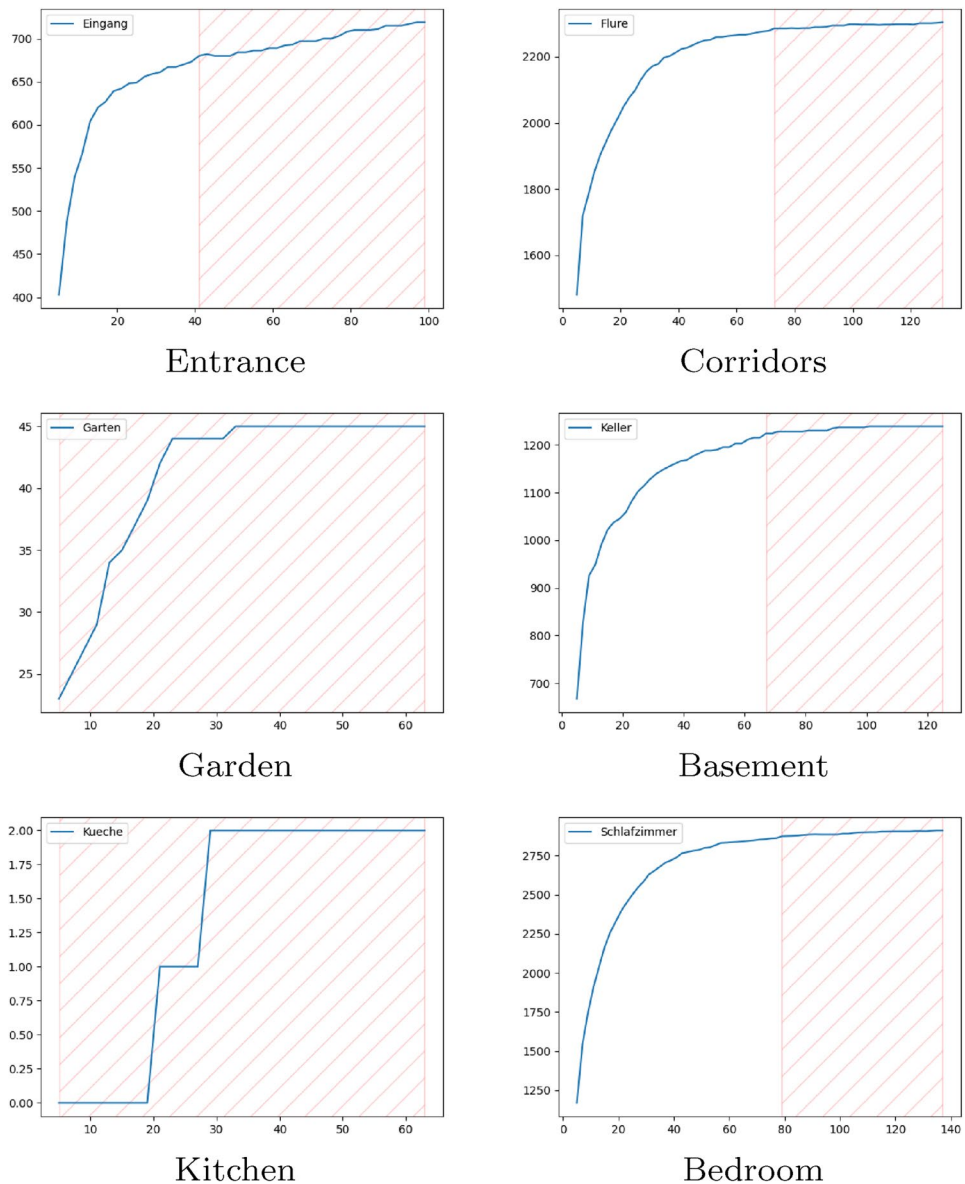 Eingang
700
650
600
550
500
450
400
20 40 60 80 100
Entrance
Flure
2200
2000
1800
1600
0 20 40 60 80 100 120
Corridors
Garten
45
40
35
30
25
10 20 30 40 50 60
Garden
Keller
1200
1100
1000
900
800
700
0 20 40 60 80 100 120
Basement
Kueche
2.00
1.75
1.50
1.25
1.00
0.75
0.50
0.25
0.00
10 20 30 40 50 60
Kitchen
Schlafzimmer
2750
2500
2250
2000
1750
1500
1250
0 20 40 60 80 100 120 140
Bedroom